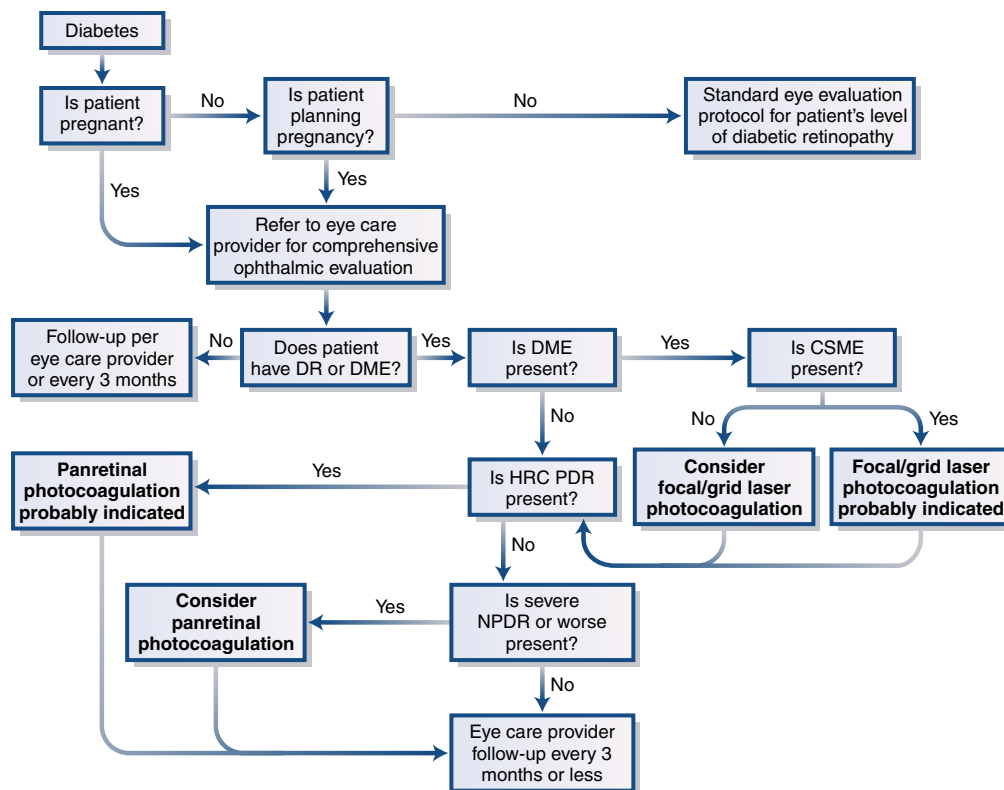 Diabetes
Is patient
pregnant?
No
Is patient
planning
pregnancy?
No
Standard eye evaluation
protocol for patient's level
of diabetic retinopathy
Yes
Yes
Refer to eye care
provider for comprehensive
ophthalmic evaluation
Follow-up per
eye care provider
or every 3 months
No
Does patient
have DR or DME?
Yes
Is DME
present?
Yes
Is CSME
present?
No
No
Yes
Panretinal
photocoagulation
probably indicated
Yes
Is HRC PDR
present?
Consider
focal/grid laser
photocoagulation
Focal/grid laser
photocoagulation
probably indicated
No
Consider
panretinal
photocoagulation
Yes
Is severe
NPDR or worse
present?
No
Eye care provider
follow-up every 3
months or less